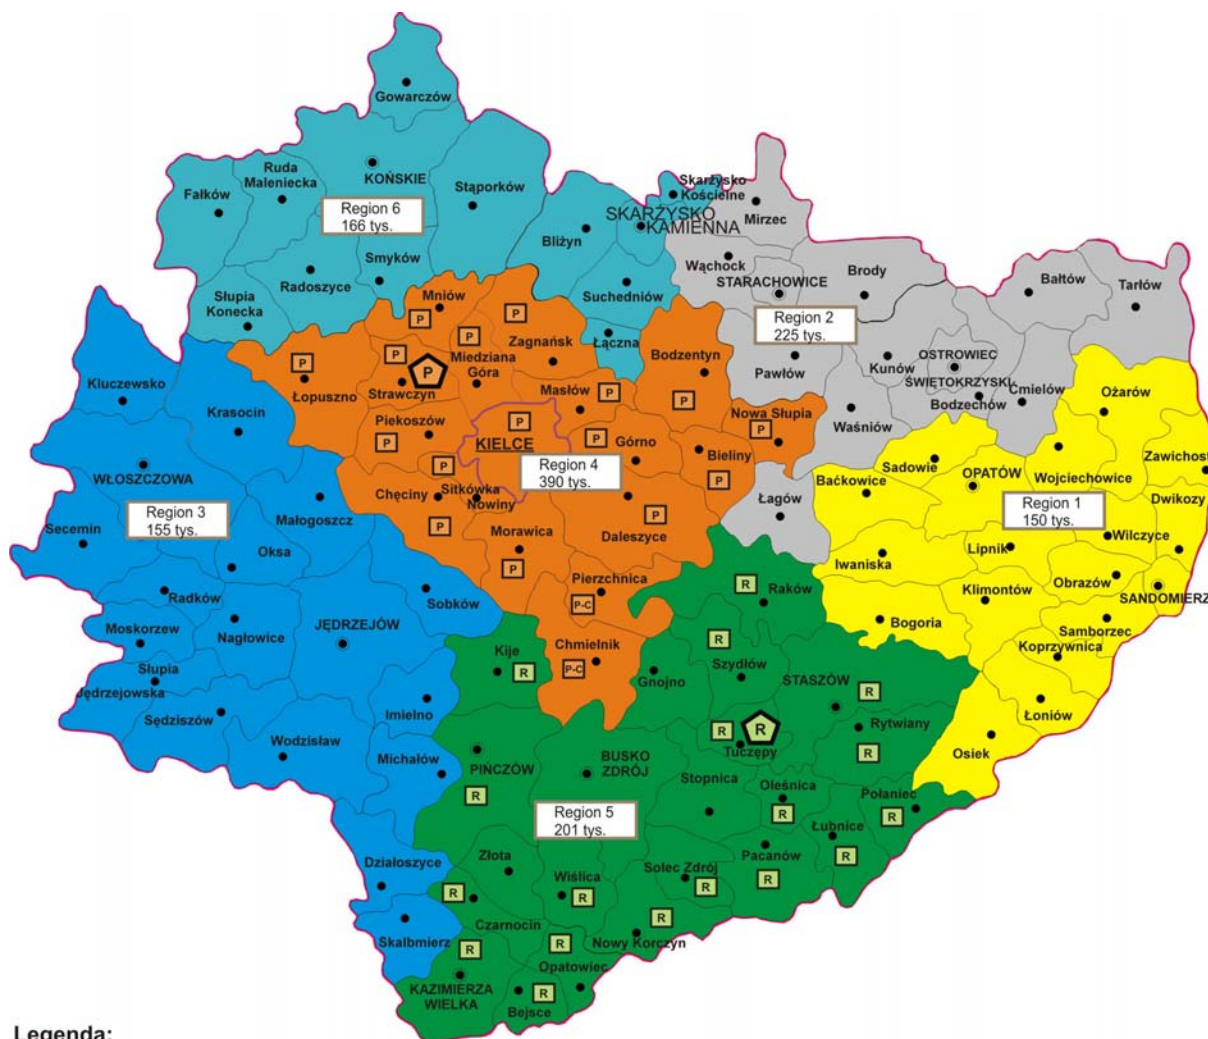 Gowarczów
Ruda
Maleniecka
KOŃSKIE
Stąporków
Fałków
Region 6
166 tys.
Skarżysko
Kościelne
SKARŻYSKO
KAMIENNA
Mirzec
Bliżyn
Smyków
Radoszyce
Słupia
Konecka
Suchedniów
Łączna
Wąchock
STARACHOWICE
Brody
Bałtów
Tarłów
Region 2
225 tys.
Pawłów
Kunów
OSTROWIEC
ŚWIĘTOKRZYSKI
Bodzechów
Ćmielów
Waśniów
Łagów
Mniów
P
P
P
Zagnańsk
Bodzentyn
P
P
P
Miedziana
Góra
Łopuszno
Strawczyn
Masłów
P
P
Nowa Słupia
P
Piekoszów
P
P
KIELCE
P
Górno
Bieliny
P
Region 4
390 tys.
P
Chęciny
Sitkówka
Nowiny
P
P
Daleszyce
Morawica
P
Pierzchnica
P-C
Chmielnik
P-C
Kluczewsko
Krasocin
WŁOSZCZOWA
Region 3
155 tys.
Małogoszcz
Secemin
Oksa
Radków
Sobków
Moskorzew
Nagłowice
JĘDRZEJÓW
Słupia
Jędrzejowska
Sędziszów
Imielno
Wodzisław
Michałów
Działoszyce
Skalbmierz
Ożarów
Zawichost
Sadowie
OPATÓW
Wojciechowice
Baćkowice
Dwikozy
Region 1
150 tys.
Wilczyce
Lipnik
Iwaniska
Obrazów
Klimontów
SANDOMIERZ
Bogoria
Samborzec
Koprzywnica
Łoniów
Osiek
R
Raków
Kije
R
R
Szydłów
Gnojno
STASZÓW
R
Rytwiany
R
R
R
Tuczępy
PIŃCZÓW
R
BUSKO
ZDRÓJ
Stopnica
Oleśnica
R
Połaniec
R
Region 5
201 tys.
Łubnice
R
Pacanów
R
Złota
Wiślica
R
Solec Zdrój
R
R
Czarnocin
R
Nowy Korczyn
R
R
Opatowiec
KAZIMIERZA
WIELKA
R
Bejsce
Legenda: